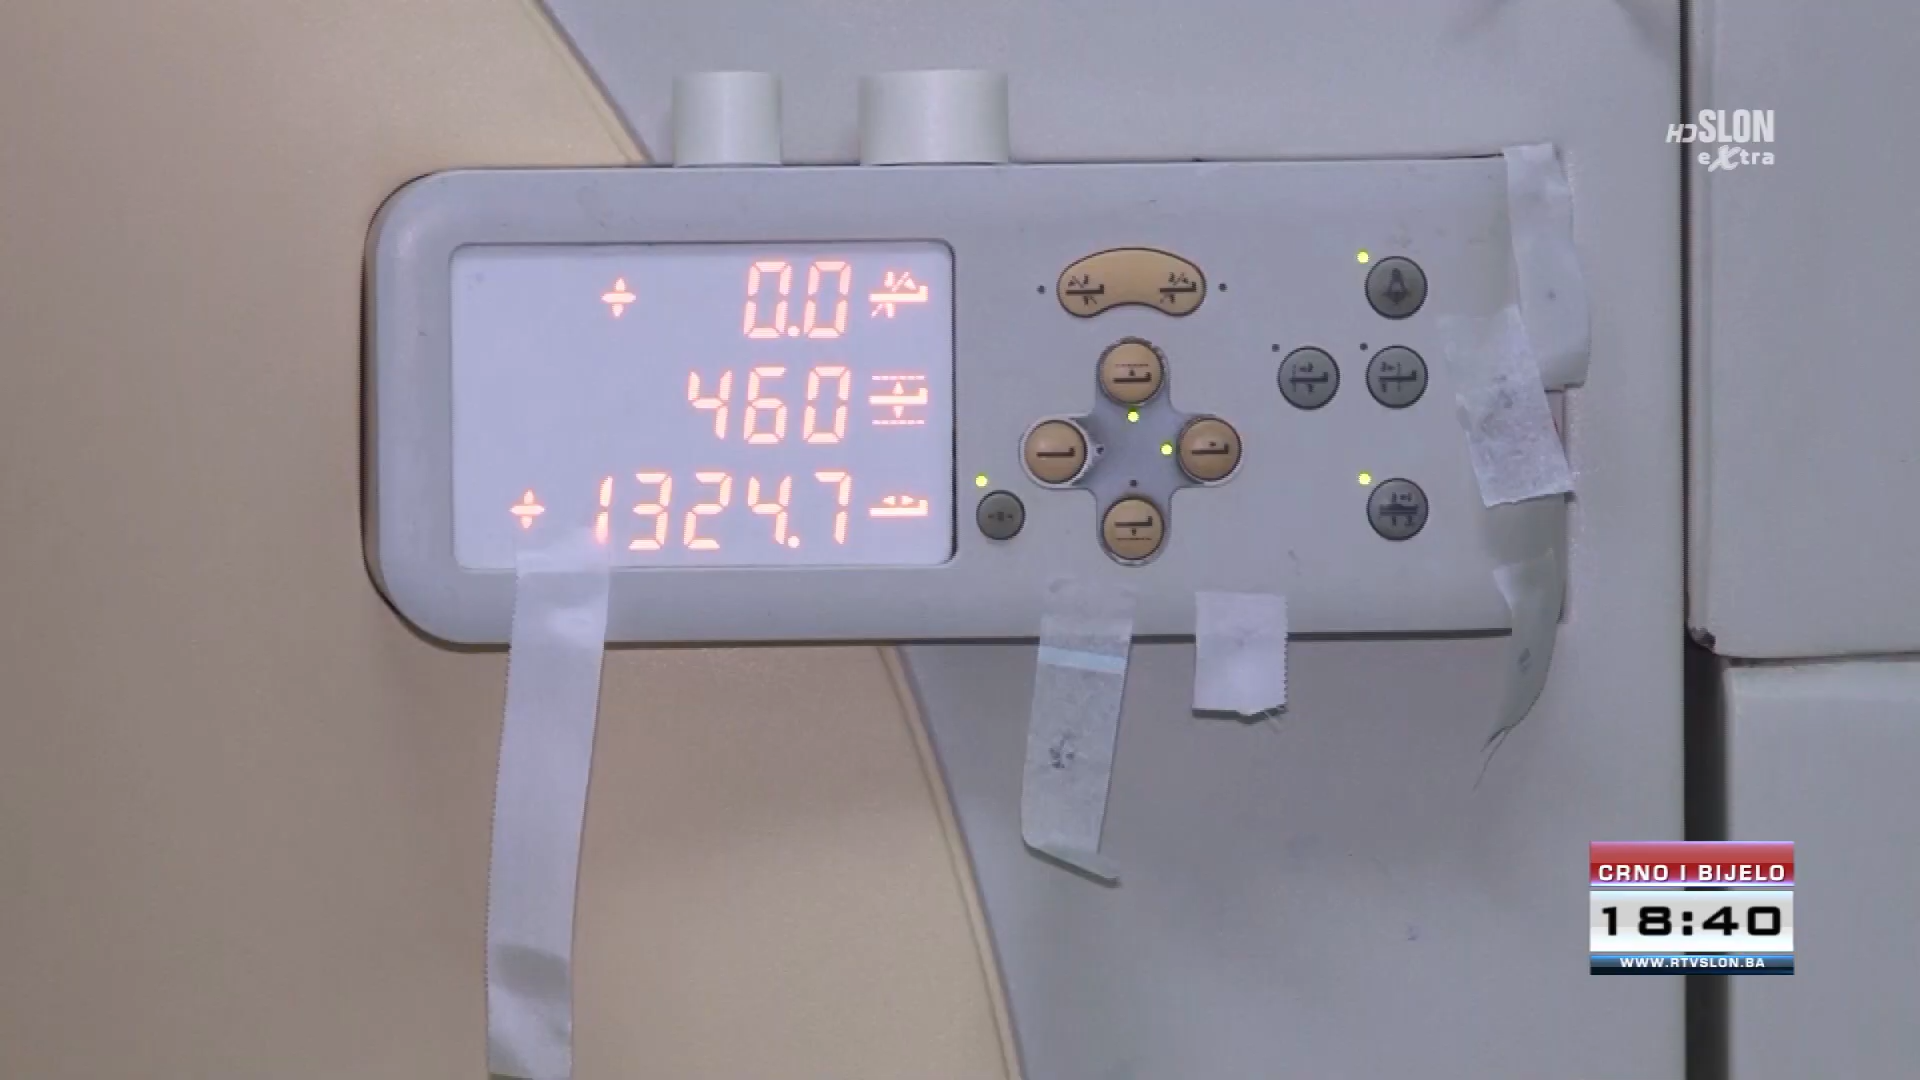 HD SLON
eXtra
0.0
460
1324.7
CRNO I BIJELO
18:40
WWW.RTVSLON.BA